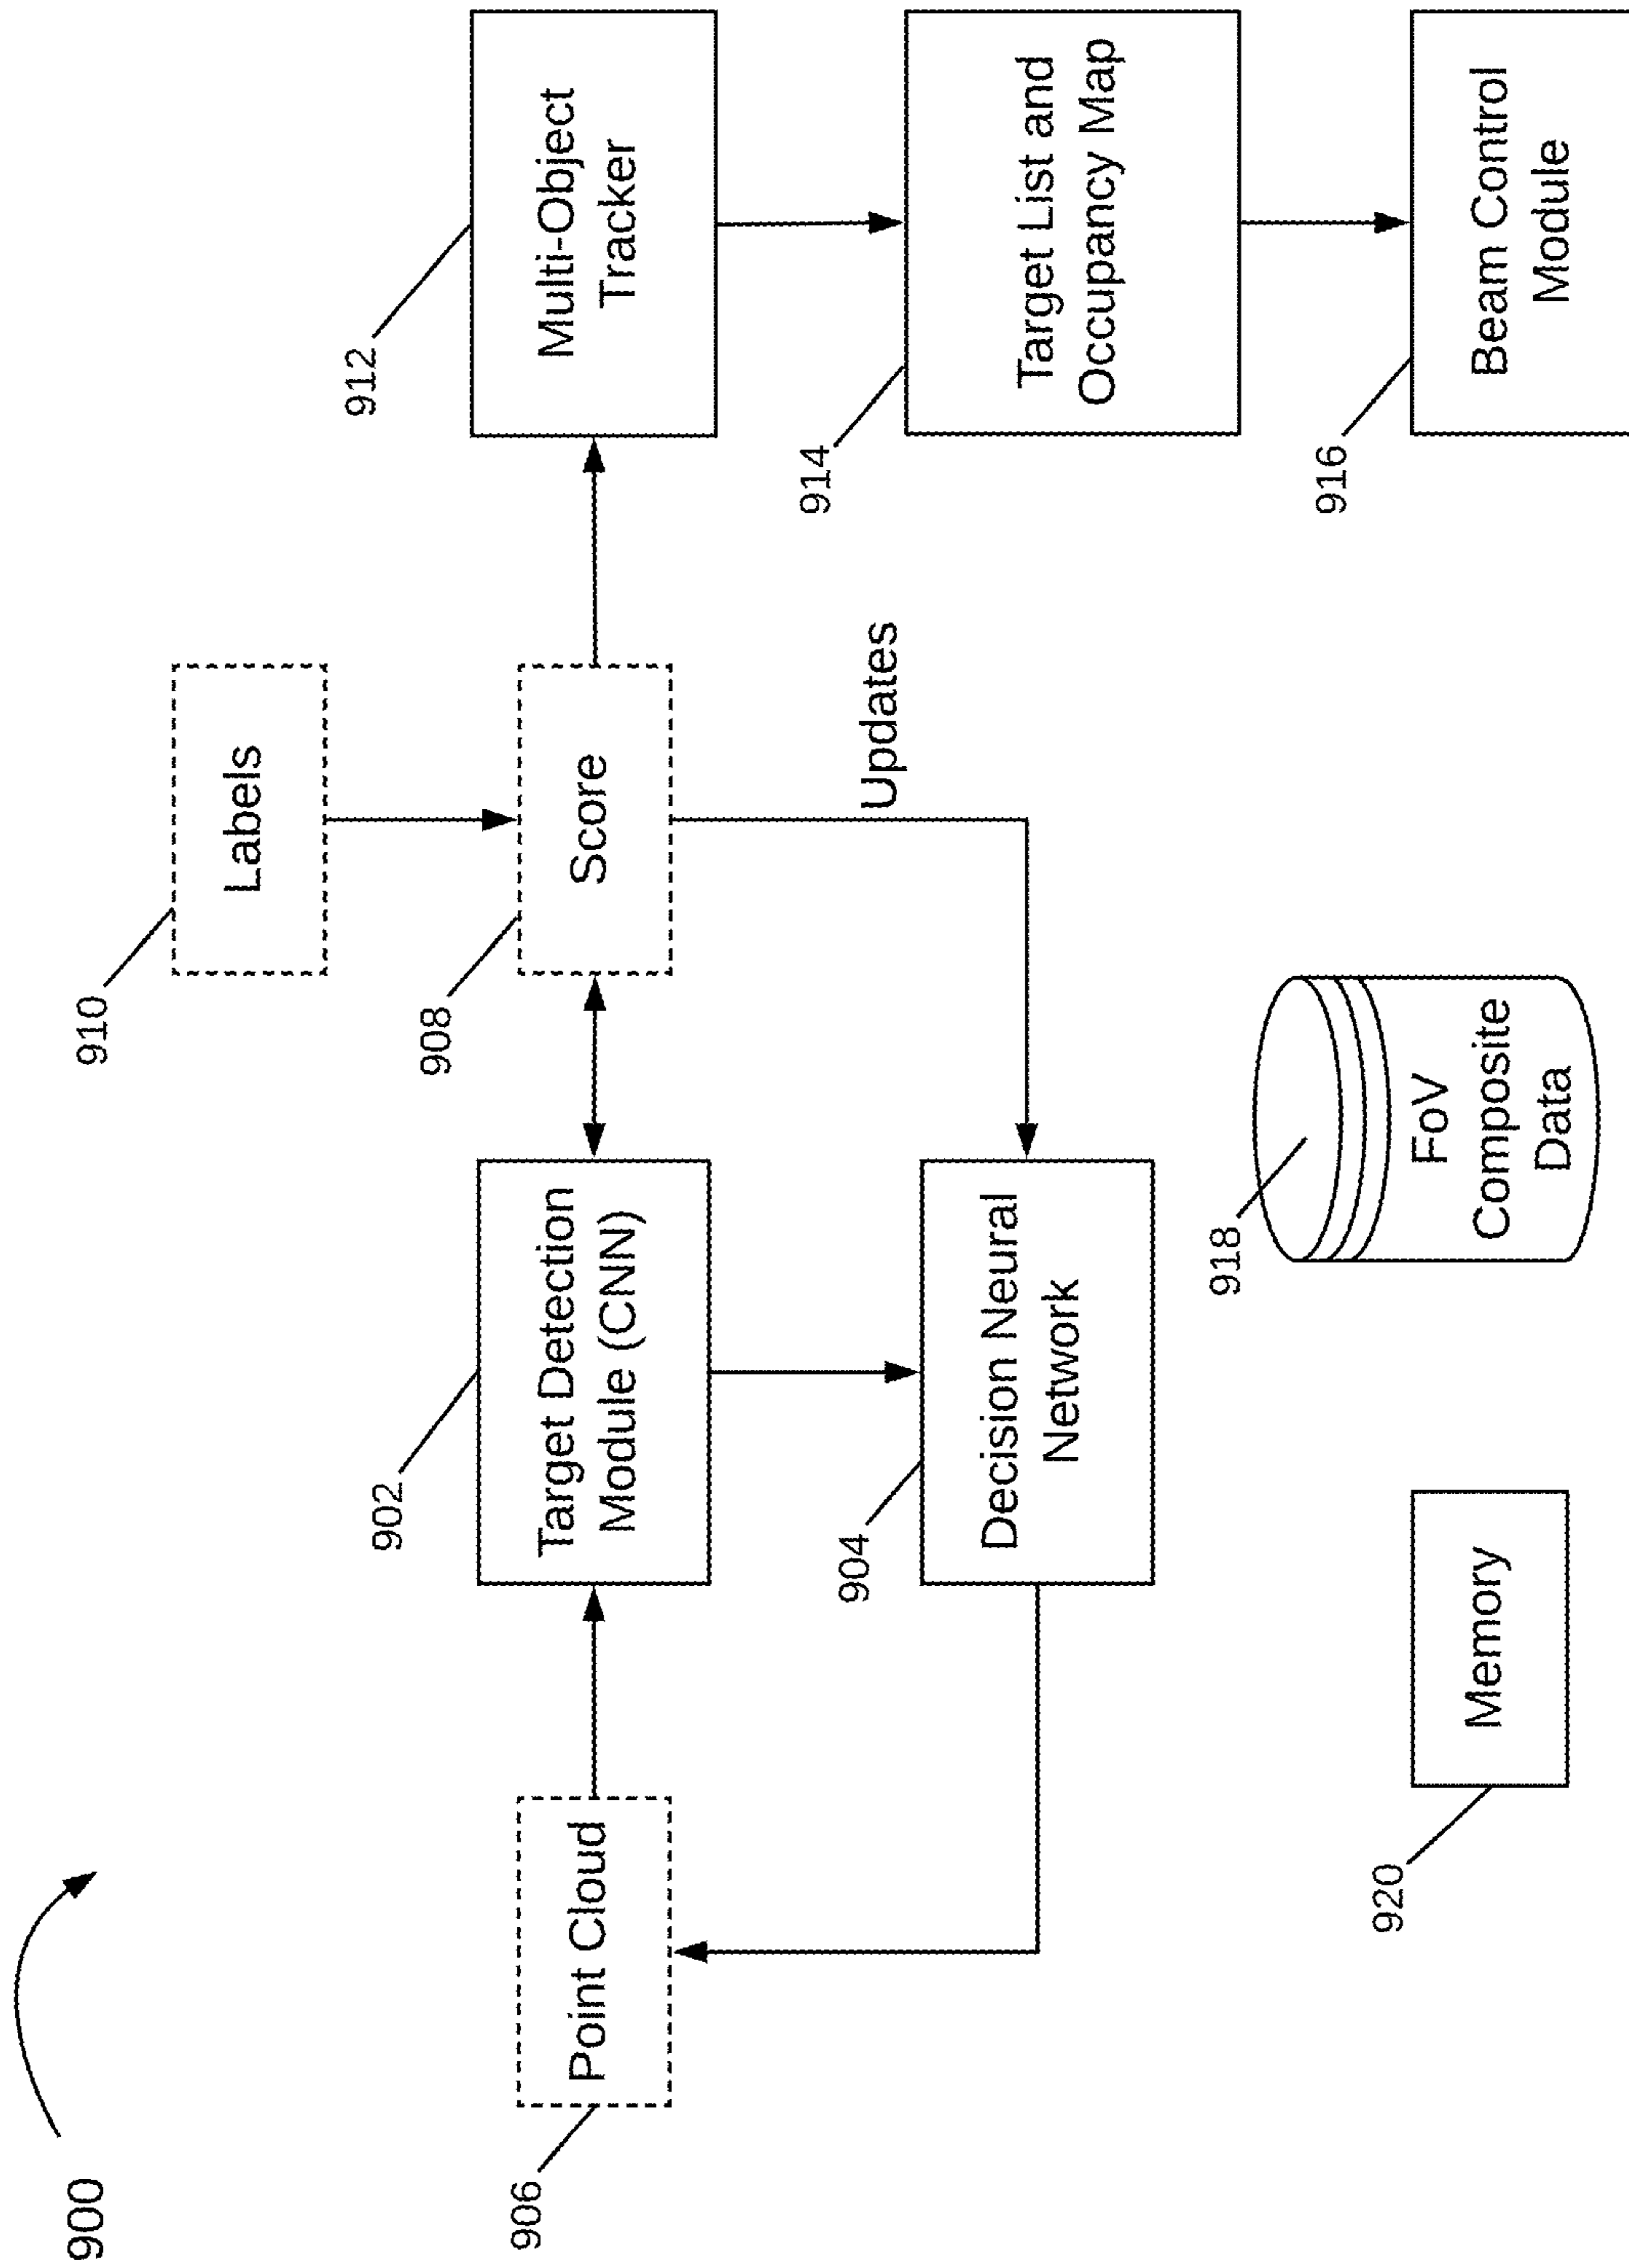 900
910
Labels
906
Point Cloud
902
Target Detection
Module (CNN)
908
Score
912
Multi-Object
Tracker
Updates
904
Decision Neural
Network
914
Target List and
Occupancy Map
920
Memory
918
FoV
Composite
Data
916
Beam Control
Module